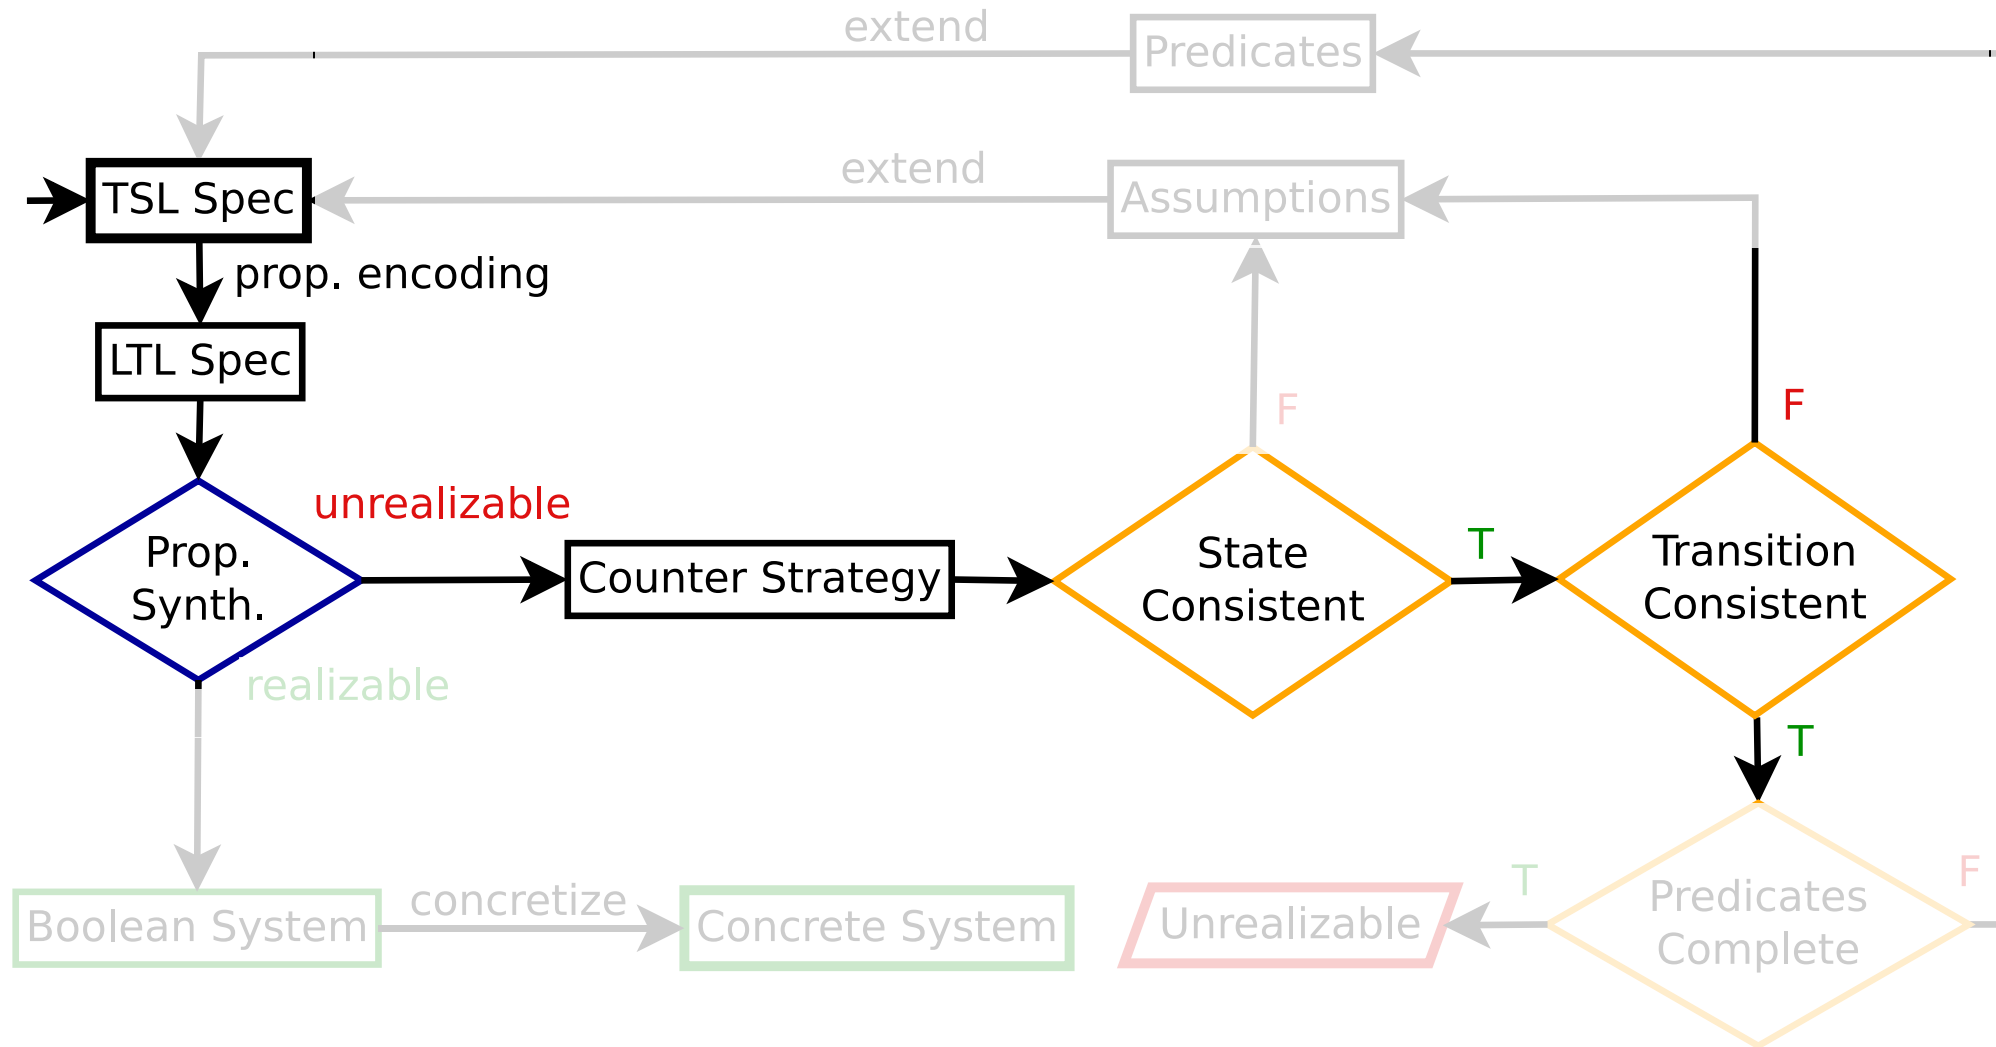 extend
Predicates
extend
Assumptions
TSL Spec
prop. encoding
LTL Spec
F
F
unrealizable
Prop.
Synth.
Counter Strategy
State
Consistent
T
Transition
Consistent
realizable
T
Boolean System
concretize
Concrete System
Unrealizable
T
Predicates
Complete
F